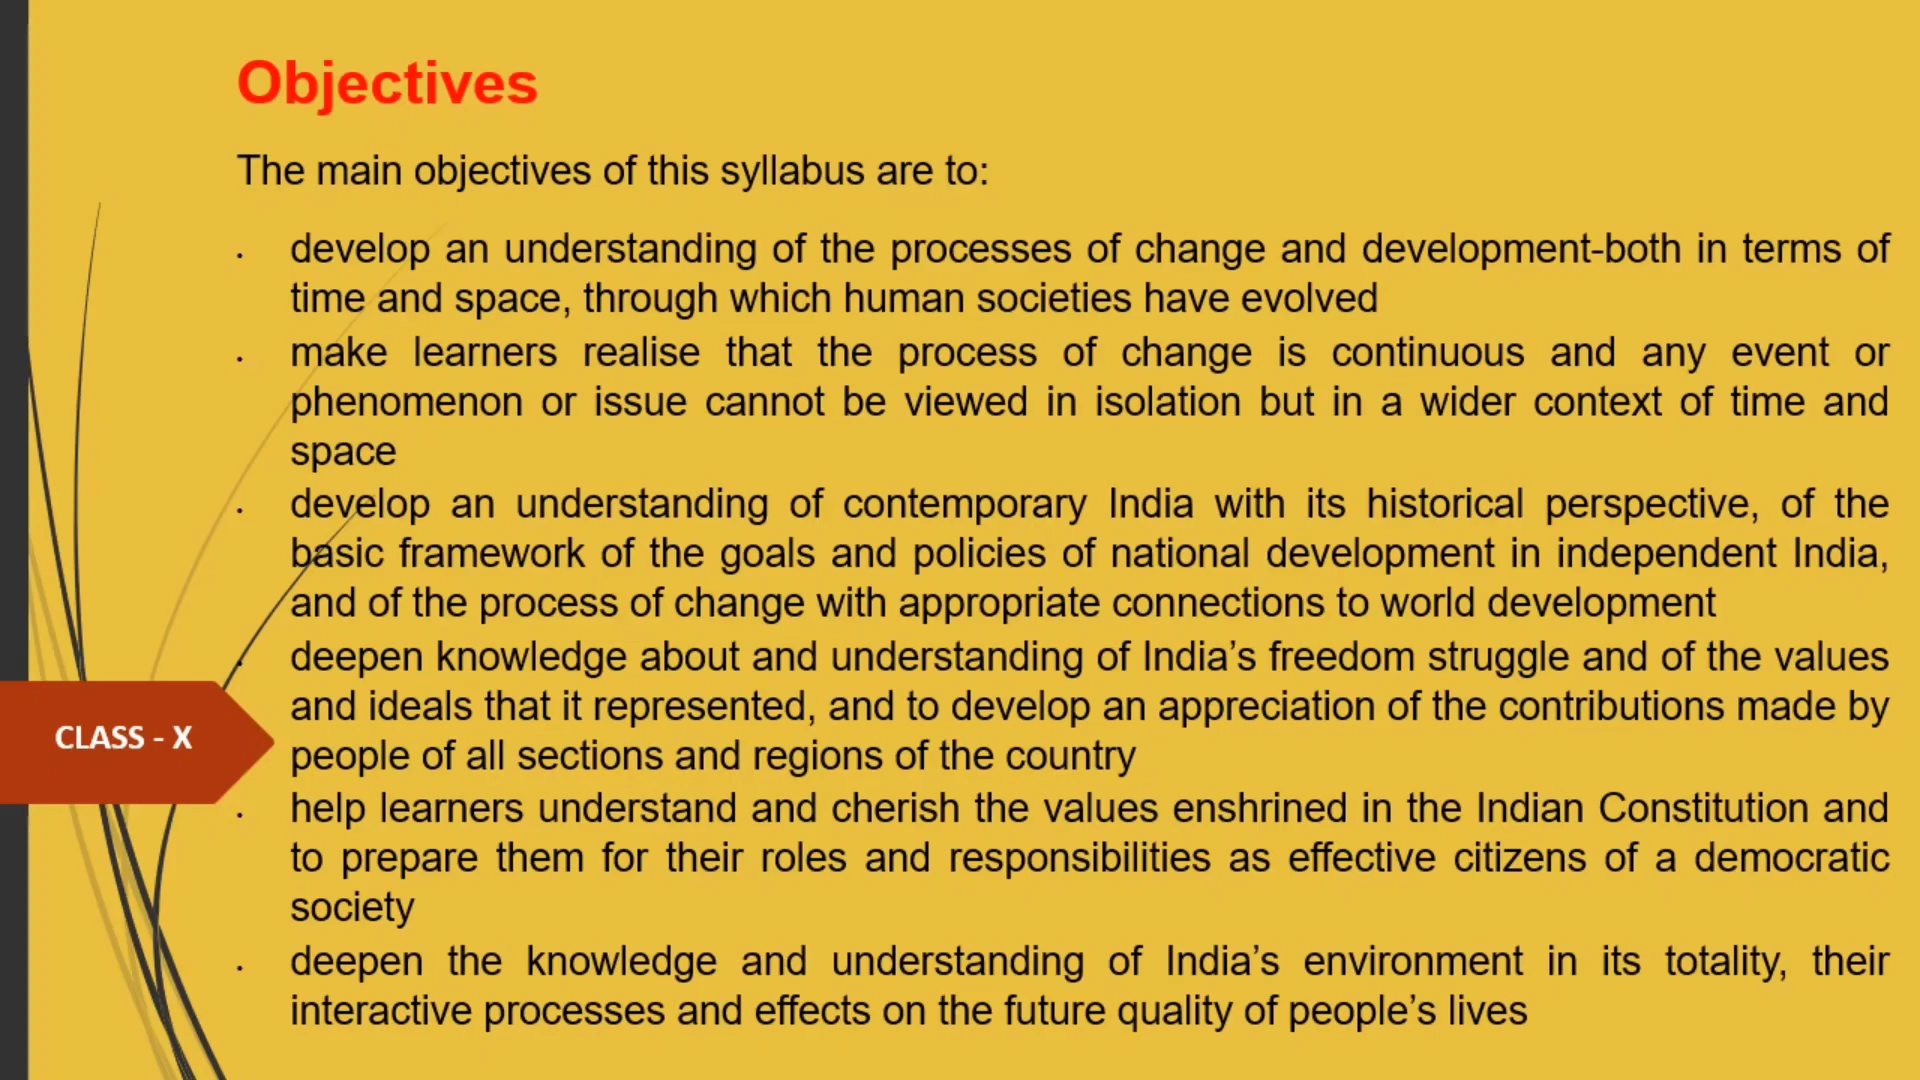 Objectives
The main objectives of this syllabus are to:
• develop an understanding of the processes of change and development-both in terms of
time and space, through which human societies have evolved
• make learners realise that the process of change is continuous and any event or
phenomenon or issue cannot be viewed in isolation but in a wider context of time and
space
• develop an understanding of contemporary India with its historical perspective, of the
basic framework of the goals and policies of national development in independent India,
and of the process of change with appropriate connections to world development
• deepen knowledge about and understanding of India’s freedom struggle and of the values
and ideals that it represented, and to develop an appreciation of the contributions made by
people of all sections and regions of the country
• help learners understand and cherish the values enshrined in the Indian Constitution and
to prepare them for their roles and responsibilities as effective citizens of a democratic
society
• deepen the knowledge and understanding of India’s environment in its totality, their
interactive processes and effects on the future quality of people’s lives
CLASS - X